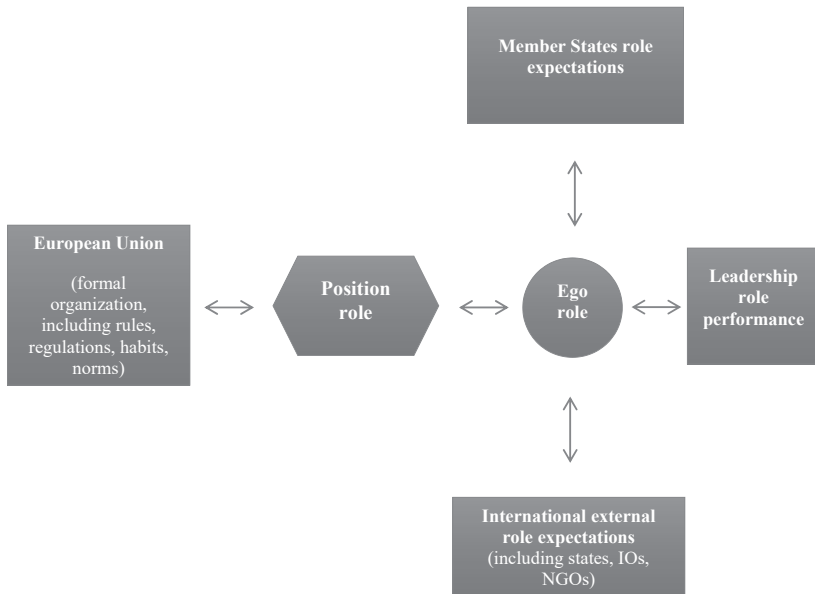 Member States role
expectations
European Union
(formal
organization,
including rules,
regulations, habits,
norms)
Position
role
Ego
role
Leadership
role
performance
International external
role expectations
(including states, IOs,
NGOs)